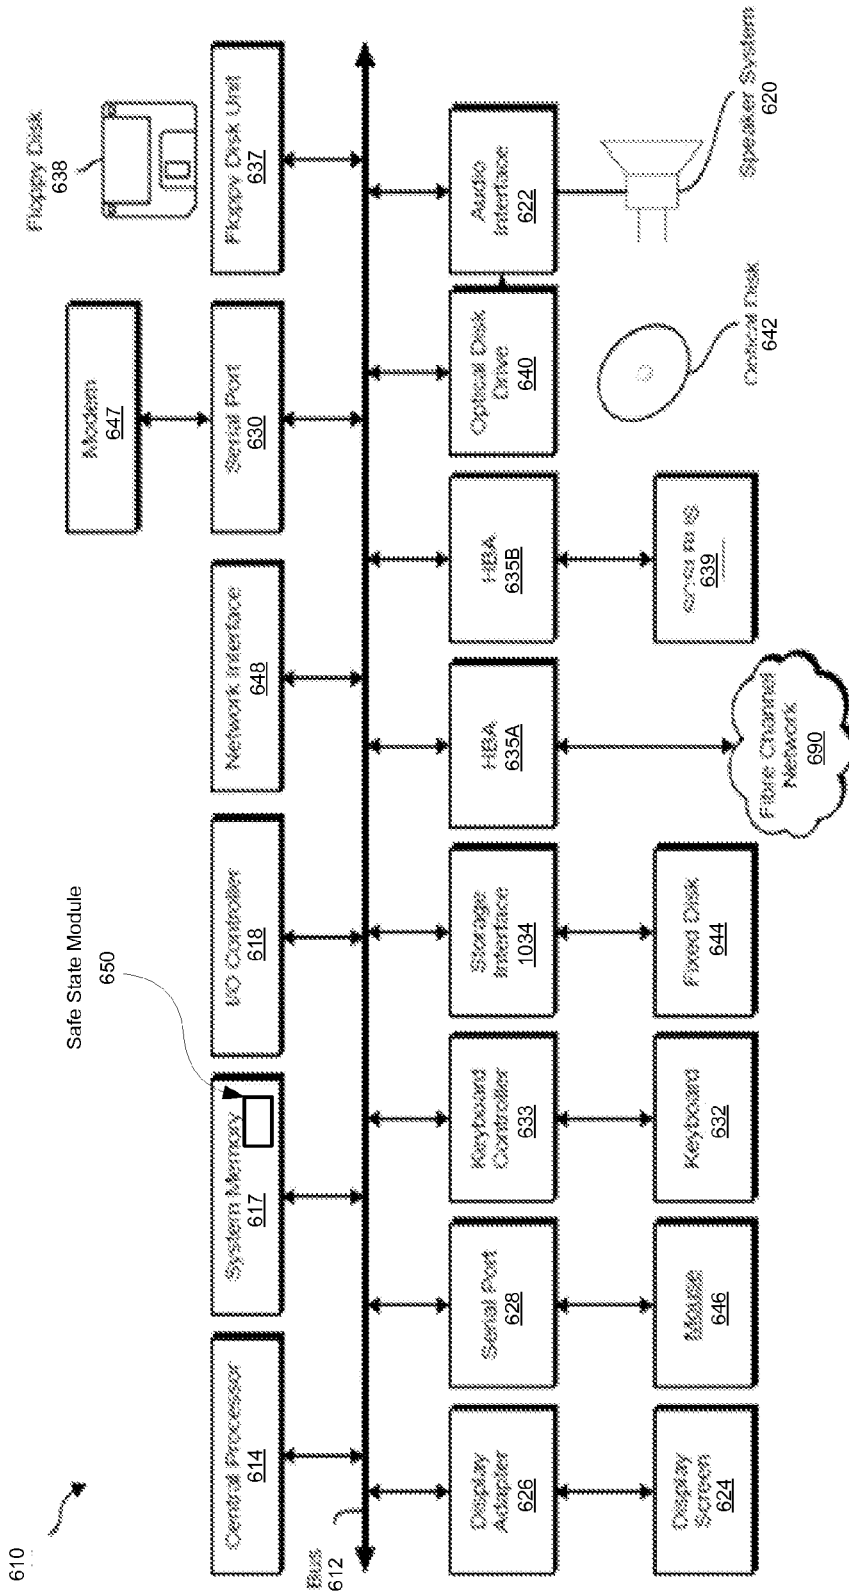 610
Safe State Module
650
Floppy Disk
638
Modem
647
Central Processor
614
System Memory
617
I/O Controller
618
Network Interface
648
Serial Port
630
Floppy Disk Unit
637
Bus
612
Display
Adapter
626
Serial Port
628
Keyboard
Controller
633
Storage
Interface
1034
HBA
635A
HBA
635B
Optical Disk
Drive
640
Audio
Interface
622
Display
Screen
624
Mouse
646
Keyboard
632
Fixed Disk
644
Fibre Channel
Network
690
639
Optical Disk
642
Speaker System
620